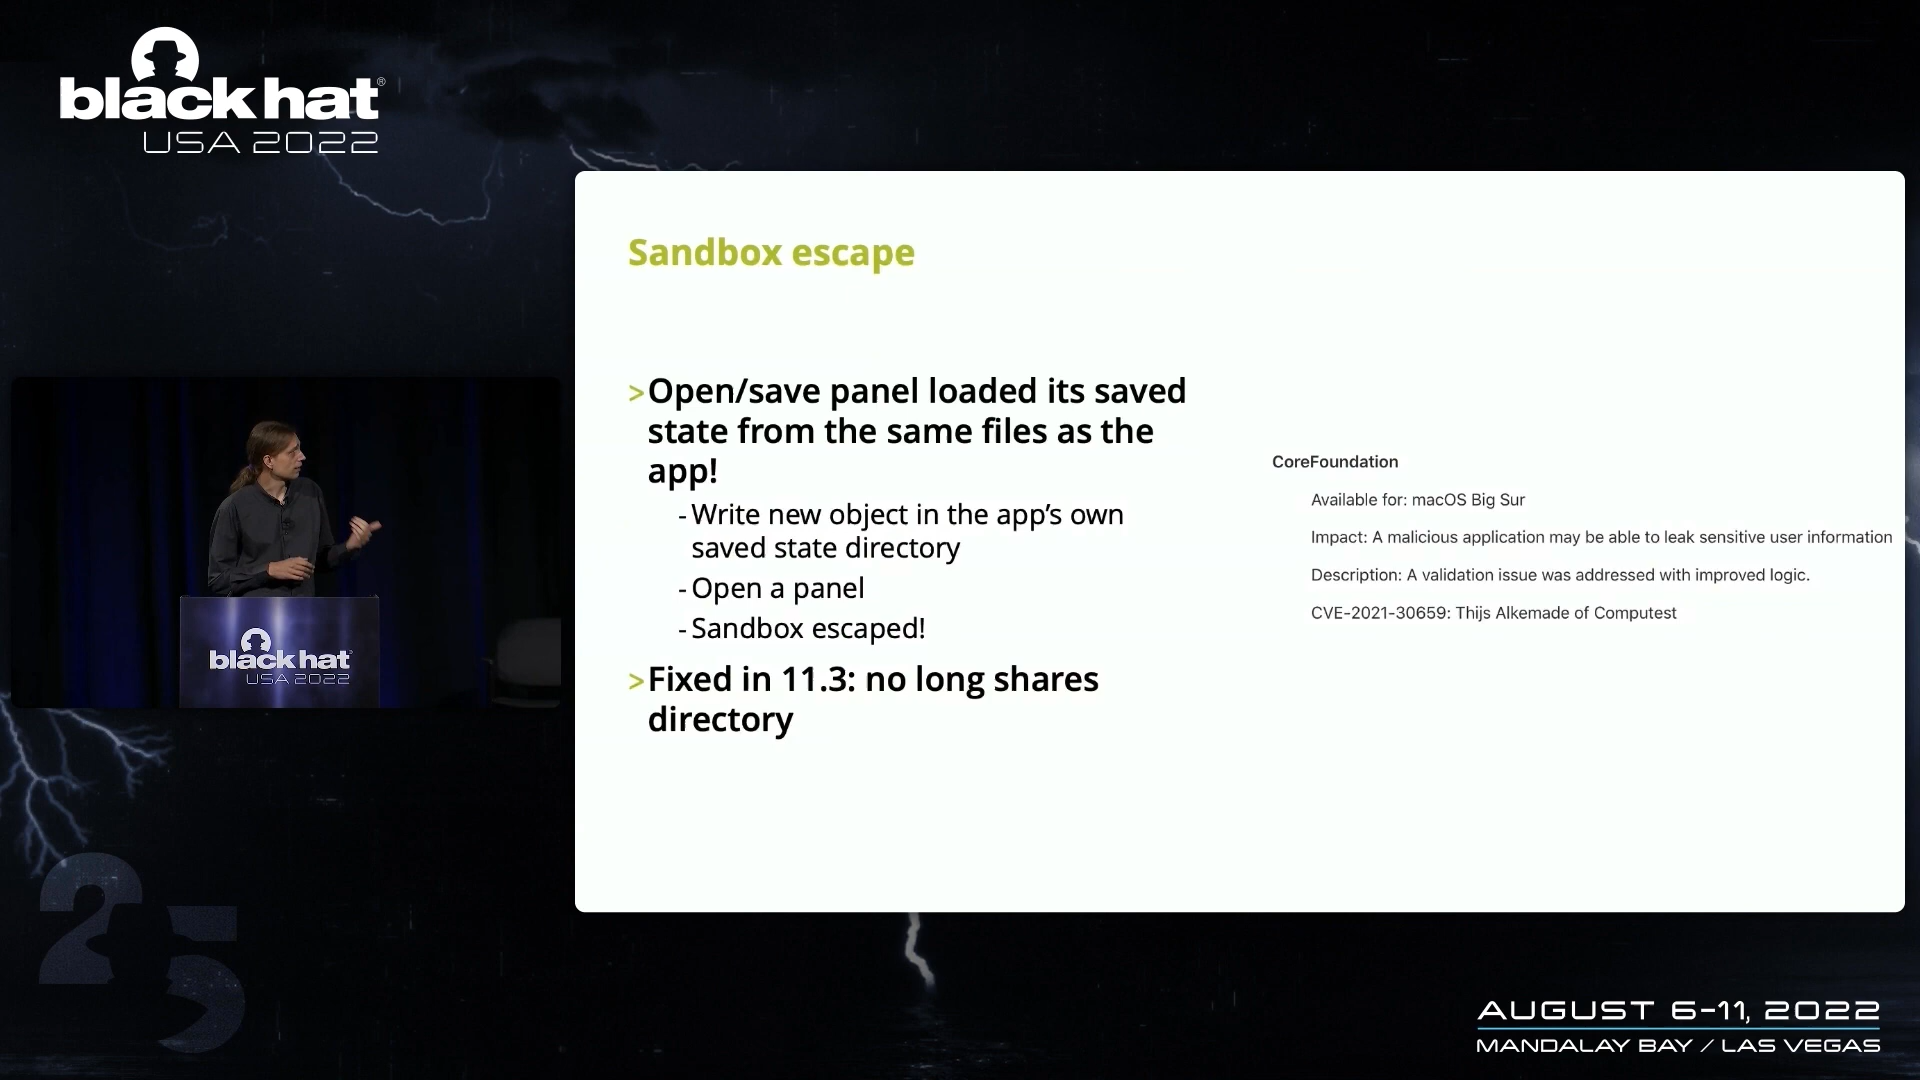 black hat®
USA 2022
Sandbox escape
>Open/save panel loaded its saved
state from the same files as the
app!
-Write new object in the app’s own
saved state directory
-Open a panel
-Sandbox escaped!
>Fixed in 11.3: no long shares
directory
CoreFoundation
Available for: macOS Big Sur
Impact: A malicious application may be able to leak sensitive user information
Description: A validation issue was addressed with improved logic.
CVE-2021-30659: Thijs Alkemade of Computest
black hat
USA 2022
25
AUGUST 6-11, 2022
MANDALAY BAY / LAS VEGAS